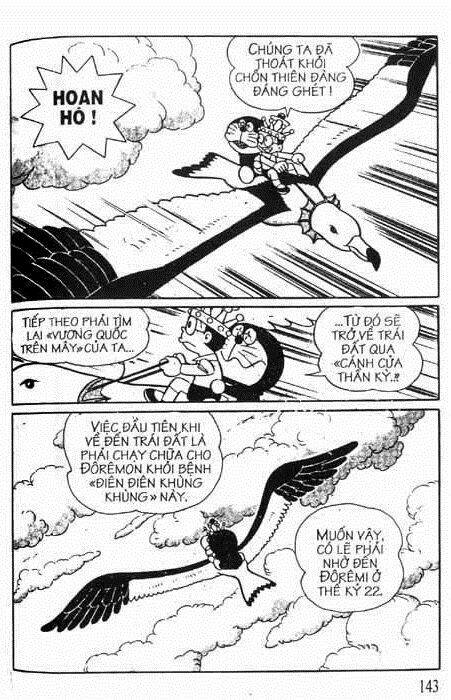 HOAN
HÔ !
CHÚNG TA ĐÃ
THOÁT KHỎI
CHỐN THIÊN ĐÀNG
ĐÁNG GHÉT !
TIẾP THEO PHẢI TÌM
LẠI «VƯƠNG QUỐC
TRÊN MÂY» CỦA TA...
...TỪ ĐÓ SẼ
TRỞ VỀ TRÁI
ĐẤT QUA
«CÁNH CỬA
THẦN KỲ».
VIỆC ĐẦU TIÊN KHI
VỀ ĐẾN TRÁI ĐẤT LÀ
PHẢI CHẠY CHỮA CHO
ĐÔRÊMON KHỎI BỆNH
«ĐIÊN ĐIÊN KHÙNG
KHÙNG» NÀY.
MUỐN VẬY,
CÓ LẼ PHẢI
NHỜ ĐẾN
ĐÔRÊMI Ở
THẾ KỶ 22.
143